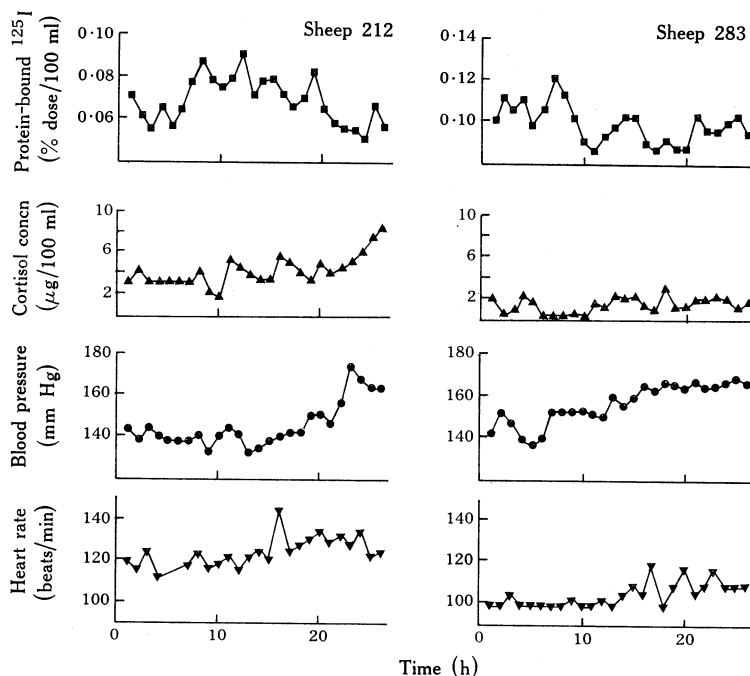 Sheep 212
Sheep 283
Protein-bound ¹²⁵I
(% dose/100 ml)
0·10
0·08
0·06
0·14
0·12
0·10
Cortisol concn
(μg/100 ml)
10
6
2
10
6
2
Blood pressure
(mm Hg)
180
160
140
180
160
140
Heart rate
(beats/min)
140
120
100
140
120
100
0 10 20
0 10 20
Time (h)